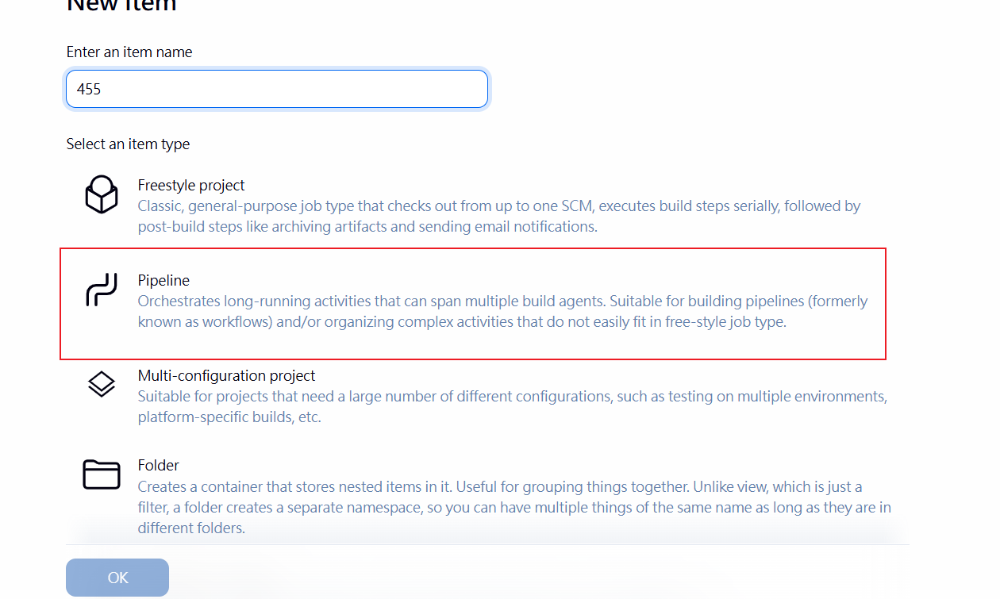 New Item
Enter an item name
455
Select an item type
Freestyle project
Classic, general-purpose job type that checks out from up to one SCM, executes build steps serially, followed by
post-build steps like archiving artifacts and sending email notifications.
Pipeline
Orchestrates long-running activities that can span multiple build agents. Suitable for building pipelines (formerly
known as workflows) and/or organizing complex activities that do not easily fit in free-style job type.
Multi-configuration project
Suitable for projects that need a large number of different configurations, such as testing on multiple environments,
platform-specific builds, etc.
Folder
Creates a container that stores nested items in it. Useful for grouping things together. Unlike view, which is just a
filter, a folder creates a separate namespace, so you can have multiple things of the same name as long as they are in
different folders.
OK